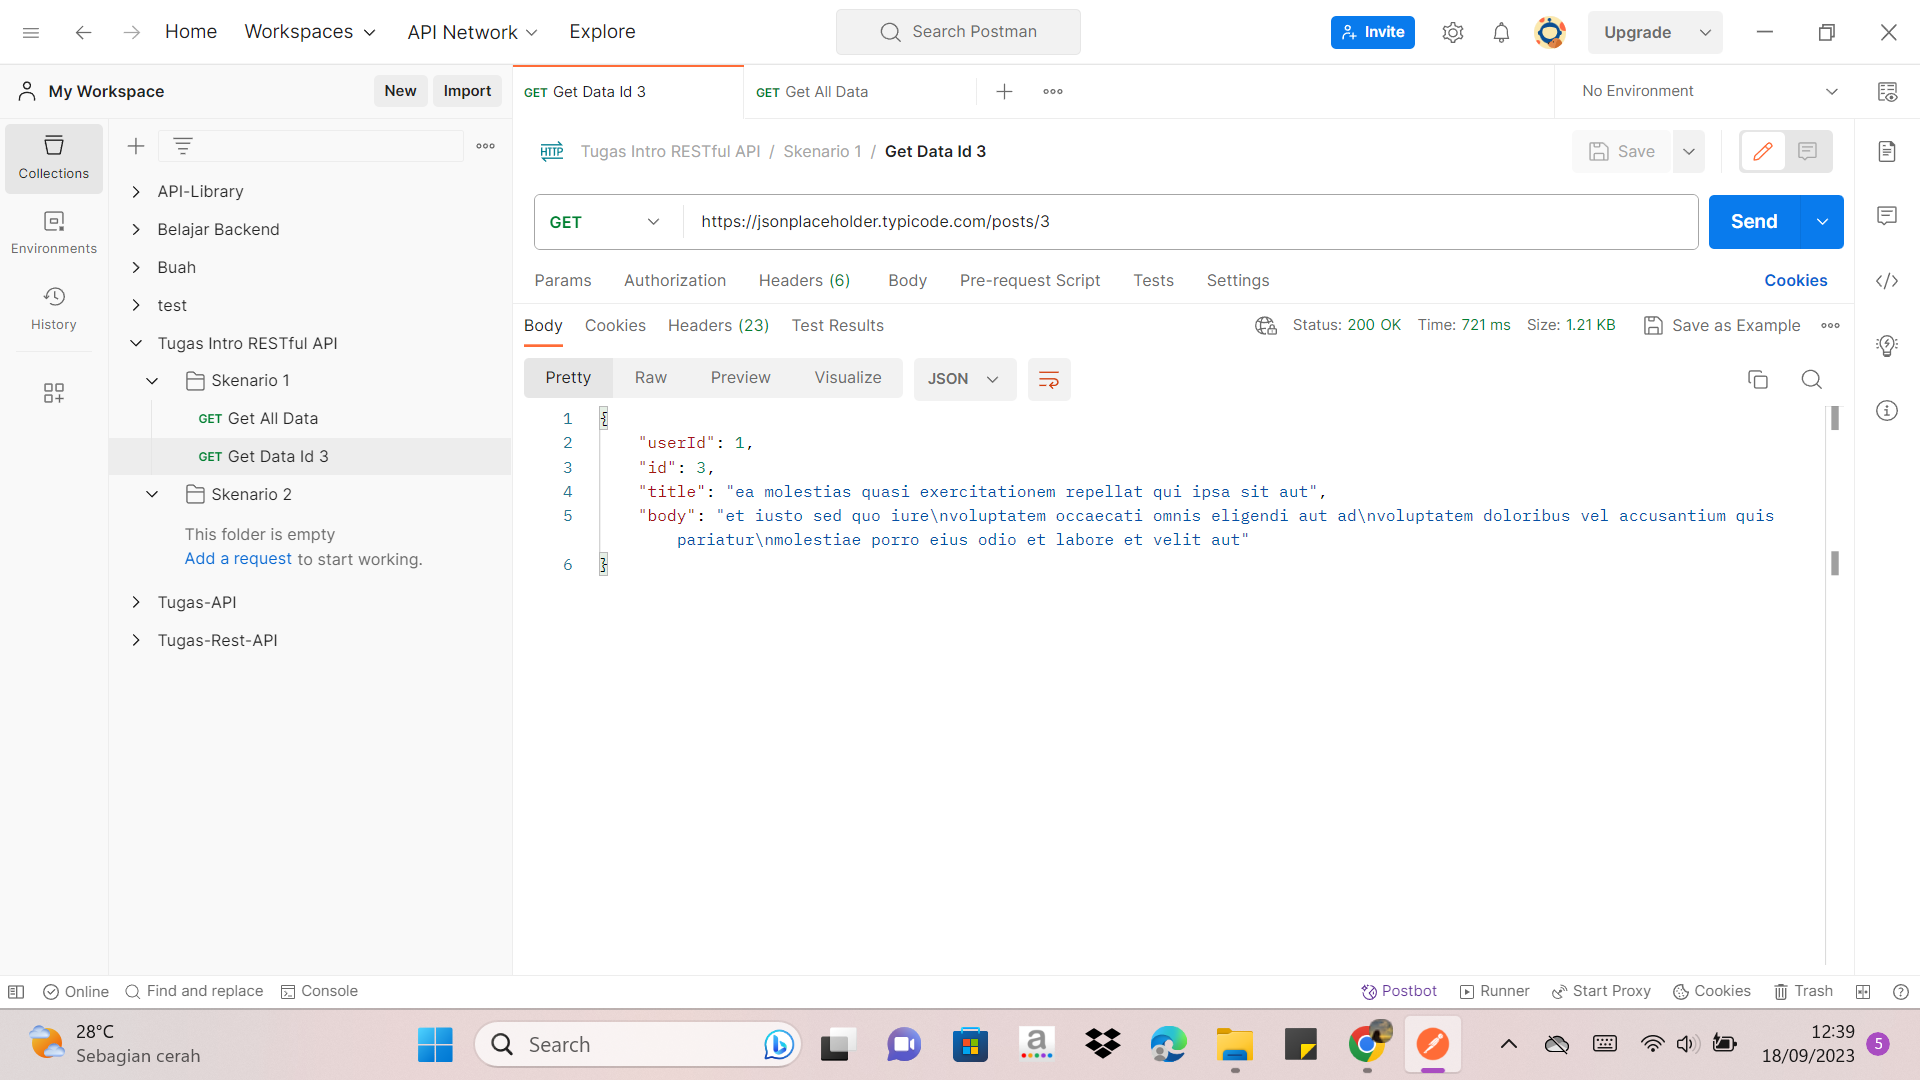 Home Workspaces API Network Explore Search Postman Invite Upgrade
My Workspace New Import GET Get Data Id 3 GET Get All Data No Environment
Collections
Environments
History
API-Library
Belajar Backend
Buah
test
Tugas Intro RESTful API
Skenario 1
GET Get All Data
GET Get Data Id 3
Skenario 2
This folder is empty
Add a request to start working.
Tugas-API
Tugas-Rest-API
HTTP Tugas Intro RESTful API / Skenario 1 / Get Data Id 3 Save
GET https://jsonplaceholder.typicode.com/posts/3 Send
Params Authorization Headers (6) Body Pre-request Script Tests Settings Cookies
Body Cookies Headers (23) Test Results Status: 200 OK Time: 721 ms Size: 1.21 KB Save as Example
Pretty Raw Preview Visualize JSON
1 {
2 "userId": 1,
3 "id": 3,
4 "title": "ea molestias quasi exercitationem repellat qui ipsa sit aut",
5 "body": "et iusto sed quo iure\nvoluptatem occaecati omnis eligendi aut ad\nvoluptatem doloribus vel accusantium quis
pariatur\nmolestiae porro eius odio et labore et velit aut"
6 }
Online Find and replace Console Postbot Runner Start Proxy Cookies Trash
28°C
Sebagian cerah
Search
a
12:39
18/09/2023
5